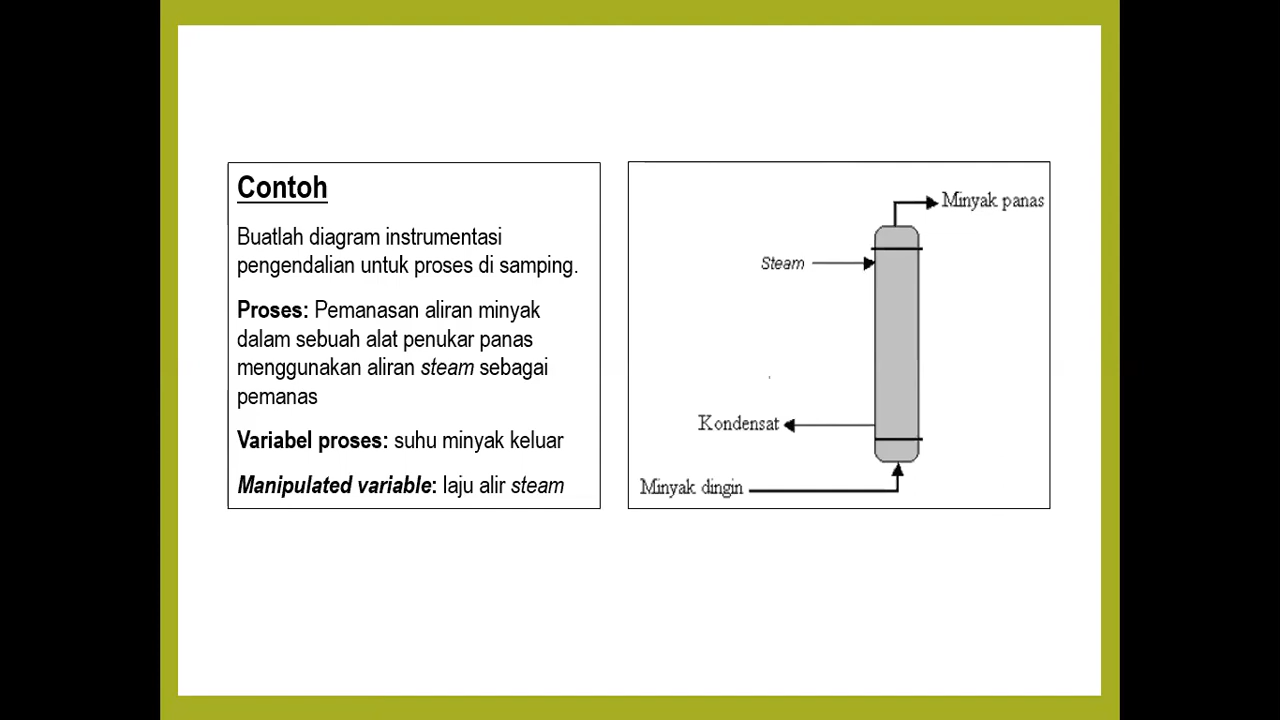 Contoh
Buatlah diagram instrumentasi
pengendalian untuk proses di samping.
Proses: Pemanasan aliran minyak
dalam sebuah alat penukar panas
menggunakan aliran steam sebagai
pemanas
Variabel proses: suhu minyak keluar
Manipulated variable: laju alir steam
Minyak panas
Steam
Kondensat
Minyak dingin